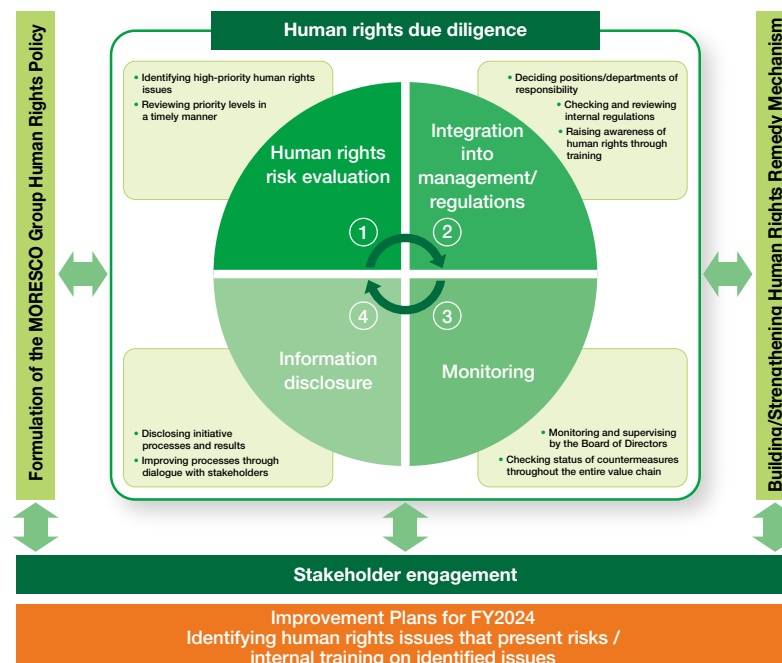 Human rights due diligence
Formulation of the MORESCO Group Human Rights Policy
• Identifying high-priority human rights
issues
• Reviewing priority levels in
a timely manner
• Deciding positions/departments of
responsibility
• Checking and reviewing
internal regulations
• Raising awareness of
human rights through
training
Human rights
risk evaluation
Integration
into
management/
regulations
1
2
4
3
Information
disclosure
Monitoring
• Disclosing initiative
processes and results
• Improving processes through
dialogue with stakeholders
• Monitoring and supervising
by the Board of Directors
• Checking status of countermeasures
throughout the entire value chain
Building/Strengthening Human Rights Remedy Mechanism
Stakeholder engagement
Improvement Plans for FY2024
Identifying human rights issues that present risks /
internal training on identified issues